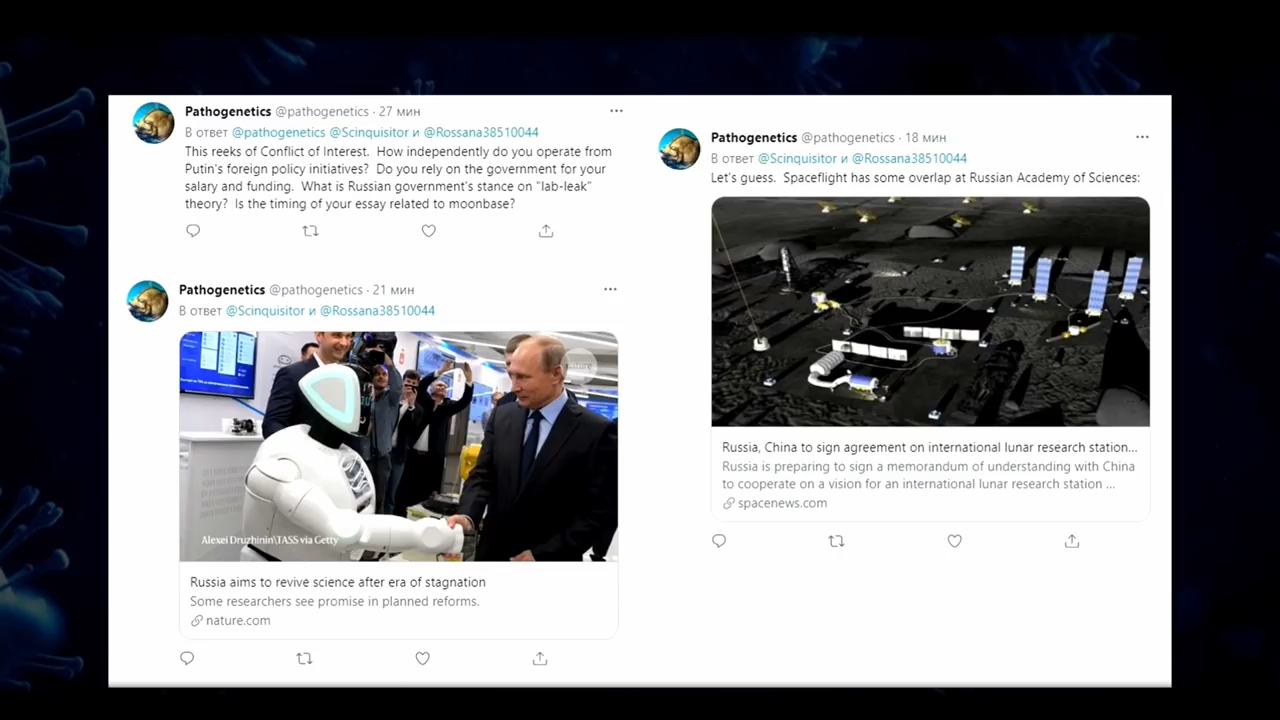 Pathogenetics @pathogenetics · 27 мин
В ответ @pathogenetics @Scinquisitor и @Rossana38510044
This reeks of Conflict of Interest. How independently do you operate from
Putin's foreign policy initiatives? Do you rely on the government for your
salary and funding. What is Russian government's stance on "lab-leak"
theory? Is the timing of your essay related to moonbase?
Pathogenetics @pathogenetics · 21 мин
В ответ @Scinquisitor и @Rossana38510044
nature
Alexei Druzhinin\TASS via Getty
Russia aims to revive science after era of stagnation
Some researchers see promise in planned reforms.
nature.com
Pathogenetics @pathogenetics · 18 мин
В ответ @Scinquisitor и @Rossana38510044
Let's guess. Spaceflight has some overlap at Russian Academy of Sciences:
Russia, China to sign agreement on international lunar research station...
Russia is preparing to sign a memorandum of understanding with China
to cooperate on a vision for an international lunar research station ...
spacenews.com